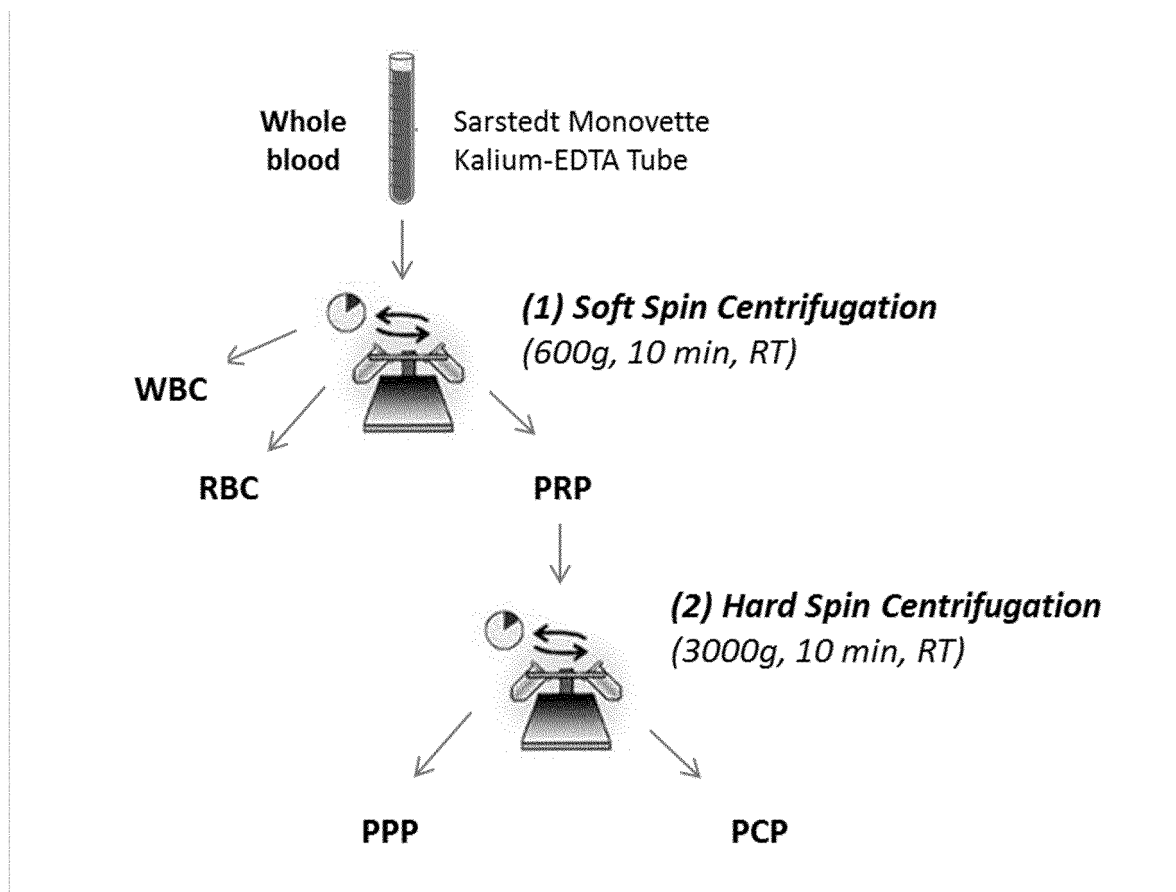 Whole
blood
Sarstedt Monovette
Kalium-EDTA Tube
(1) Soft Spin Centrifugation
(600g, 10 min, RT)
WBC
RBC
PRP
(2) Hard Spin Centrifugation
(3000g, 10 min, RT)
PPP
PCP